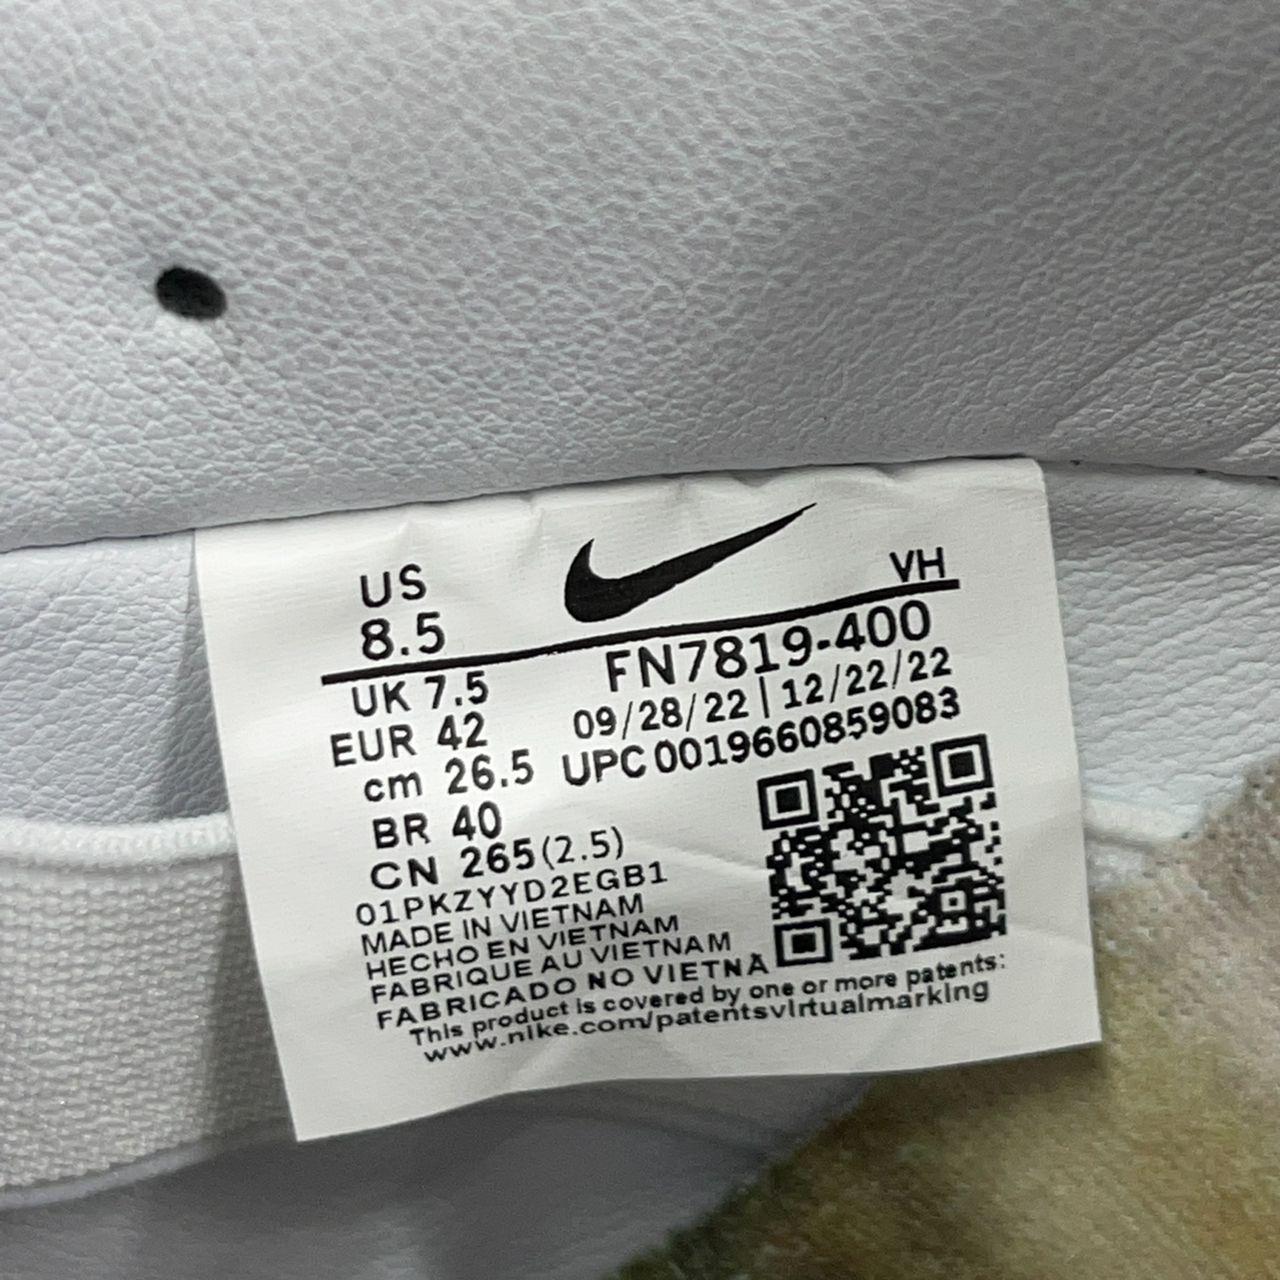 US
8.5
VH
UK 7.5
EUR 42
cm 26.5
BR 40
CN 265(2.5)
FN7819-400
09/28/22 | 12/22/22
UPC 0019660859083
01PKZYYD2EGB1
MADE IN VIETNAM
HECHO EN VIETNAM
FABRIQUE AU VIETNAM
FABRICADO NO VIETNÃ
This product is covered by one or more patents:
www.nike.com/patentsvirtualmarking